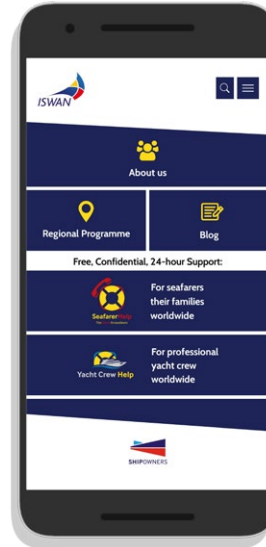 ISWAN
About us
Regional Programme
Blog
Free, Confidential, 24-hour Support:
For seafarers
their families
worldwide
SeafarerHelp
For professional
yacht crew
worldwide
Yacht Crew Help
SHIPOWNERS